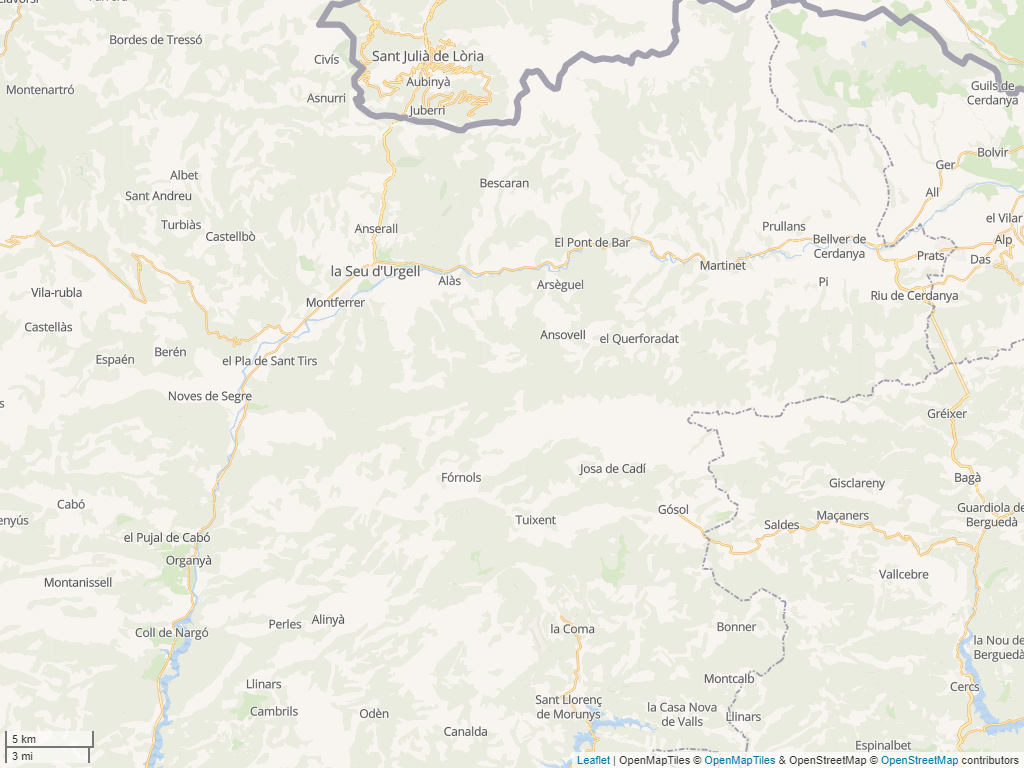 Bordes de Tressó
Civís
Sant Julià de Lòria
Aubinyà
Montenartró
Asnurri
Juberri
Guils de
Cerdanya
Bolvir
Ger
Albet
Bescaran
Sant Andreu
All
Turbiàs
Castellbò
Anserall
Prullans
el Vilar
El Pont de Bar
Bellver de
Cerdanya
Alp
Prats
Das
la Seu d'Urgell
Alàs
Martinet
Arsèguel
Pi
Vila-rubla
Montferrer
Riu de Cerdanya
Castellàs
Ansovell
el Querforadat
Berén
Espaén
el Pla de Sant Tirs
Noves de Segre
Gréixer
Josa de Cadí
Fórnols
Bagà
Gisclareny
Cabó
Gósol
Guardiola de
Berguedà
Maçaners
Saldes
Tuixent
el Pujal de Cabó
Organyà
Vallcebre
Montanissell
Perles
Alinyà
Coll de Nargó
la Coma
Bonner
la Nou de
Berguedà
Montcalb
Llinars
Cercs
Sant Llorenç
de Morunys
la Casa Nova
de Valls
Cambrils
Odèn
Llinars
Canalda
Espinalbet
5 km
3 mi
Leaflet | OpenMapTiles © OpenMapTiles & OpenStreetMap © OpenStreetMap contributors